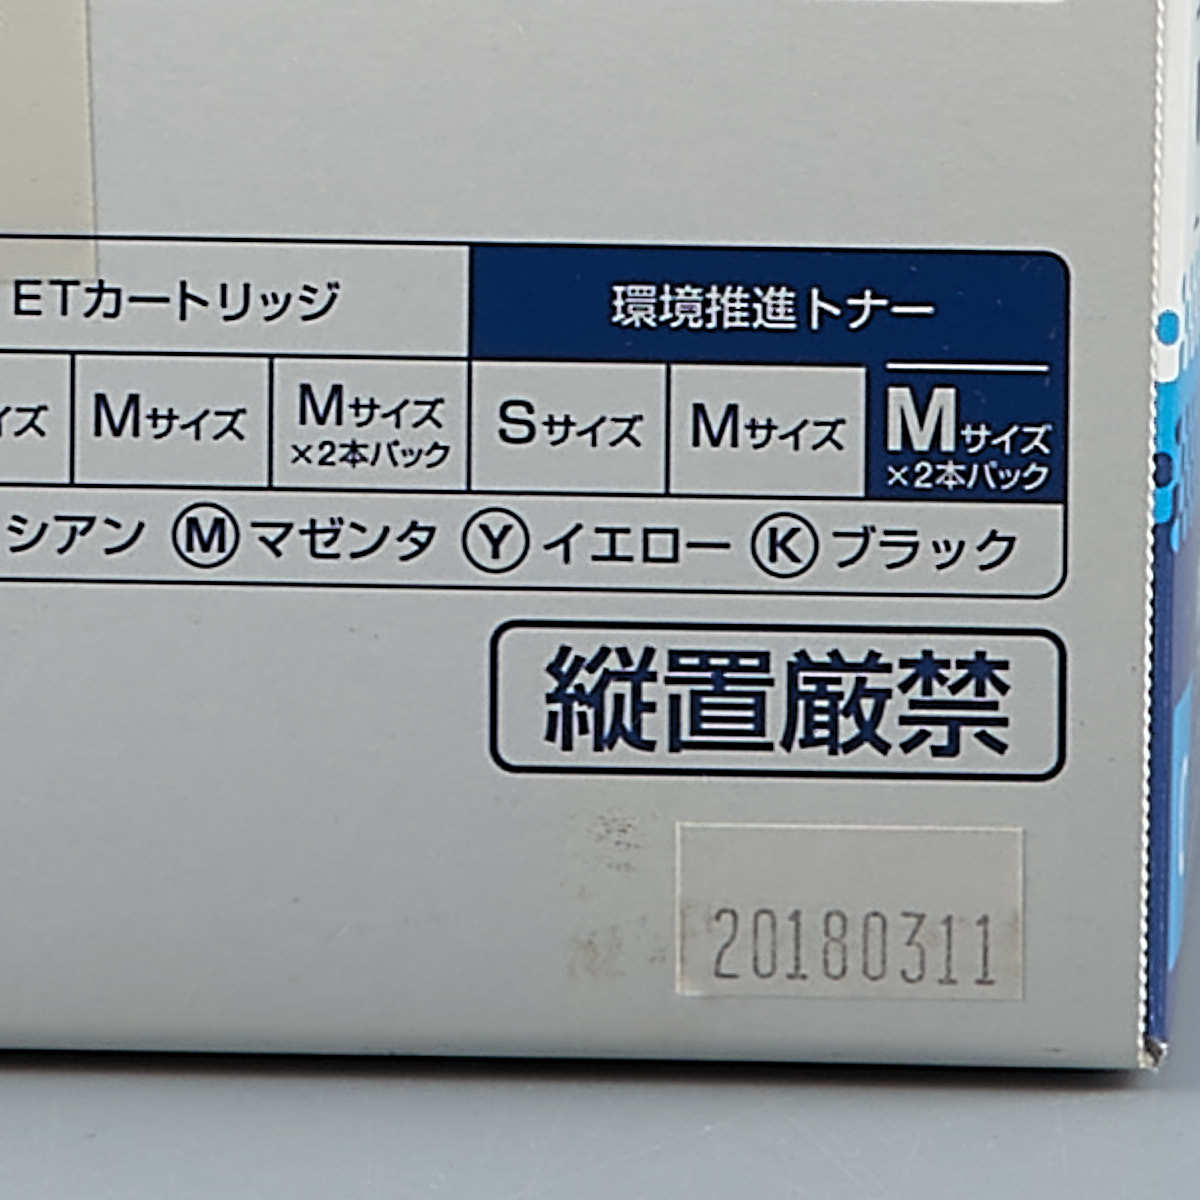 ETカートリッジ 環境推進トナー
イズ Mサイズ Mサイズ Sサイズ Mサイズ Mサイズ
×2本パック ×2本パック
シアン Ⓜマゼンタ Ⓨイエロー Ⓚブラック
縦置厳禁
20180311